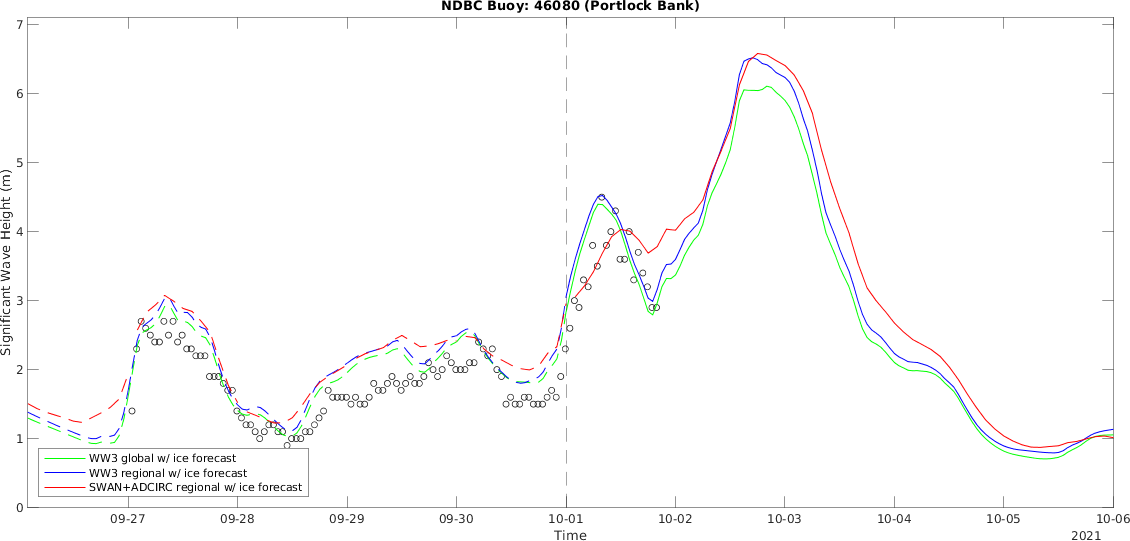 NDBC Buoy: 46080 (Portlock Bank)
7
6
5
4
3
2
1
0
Significant Wave Height (m)
WW3 global w/ ice forecast
WW3 regional w/ ice forecast
SWAN+ADCIRC regional w/ ice forecast
09-27 09-28 09-29 09-30 10-01 10-02 10-03 10-04 10-05 10-06
Time
2021